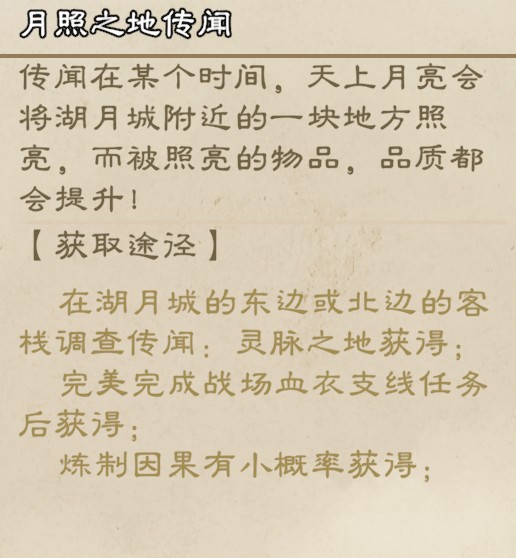 月照之地传闻
传闻在某个时间，天上月亮会
将湖月城附近的一块地方照
亮，而被照亮的物品，品质都
会提升！
【获取途径】
在湖月城的东边或北边的客
栈调查传闻：灵脉之地获得；
完美完成战场血衣支线任务
后获得；
炼制因果有小概率获得；